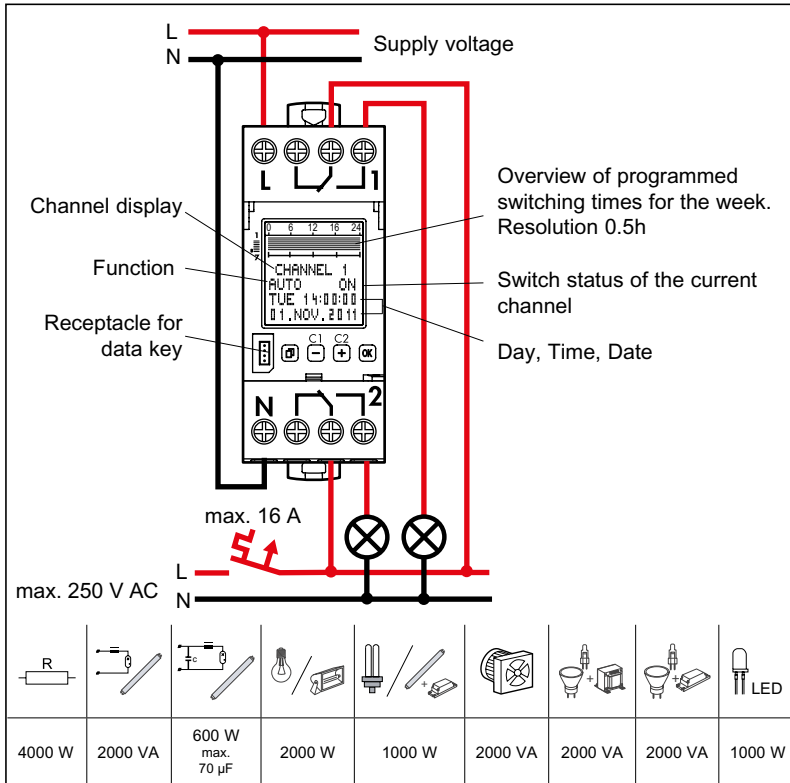 L
N
Supply voltage
L
1
Overview of programmed
switching times for the week.
Resolution 0.5h
Channel display
Function
Receptacle for
data key
0 6 12 16 24
1
7
CHANNEL 1
AUTO ON
TUE 14:00:00
01.NOV.2011
Switch status of the current
channel
Day, Time, Date
C1 C2
− + OK
N
2
max. 16 A
L
max. 250 V AC
N
R
C
+
+
+
LED
4000 W
2000 VA
600 W
max.
70 µF
2000 W
1000 W
2000 VA
2000 VA
2000 VA
1000 W